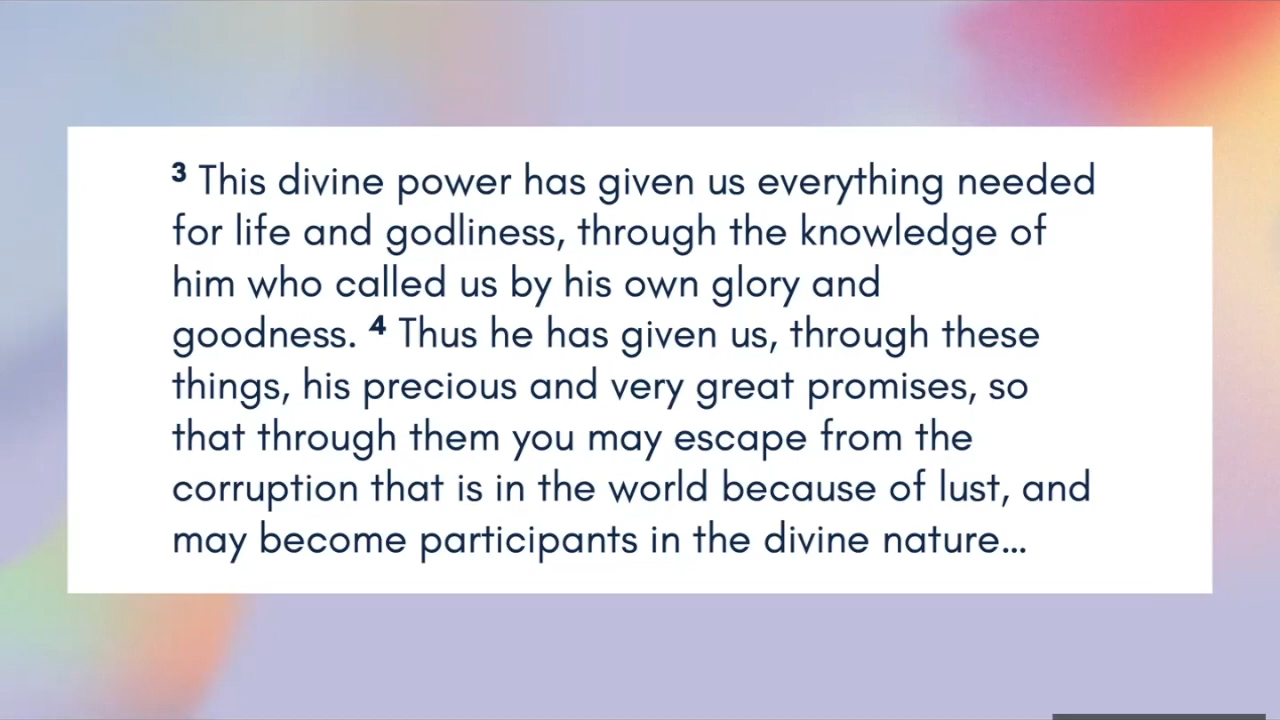 ³ This divine power has given us everything needed
for life and godliness, through the knowledge of
him who called us by his own glory and
goodness. ⁴ Thus he has given us, through these
things, his precious and very great promises, so
that through them you may escape from the
corruption that is in the world because of lust, and
may become participants in the divine nature...